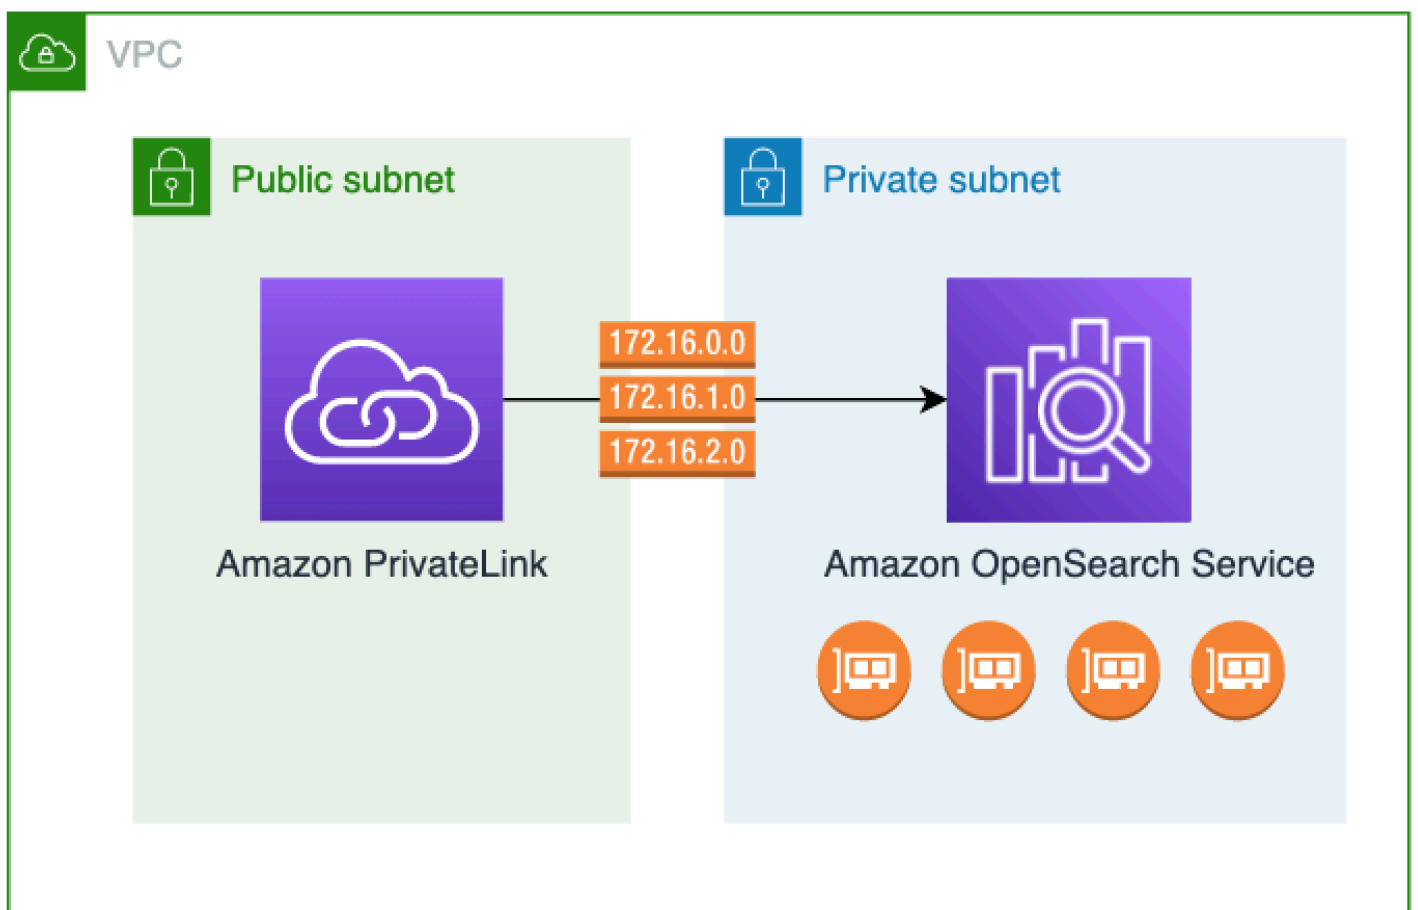 VPC
Public subnet
Private subnet
172.16.0.0
172.16.1.0
172.16.2.0
Amazon PrivateLink
Amazon OpenSearch Service